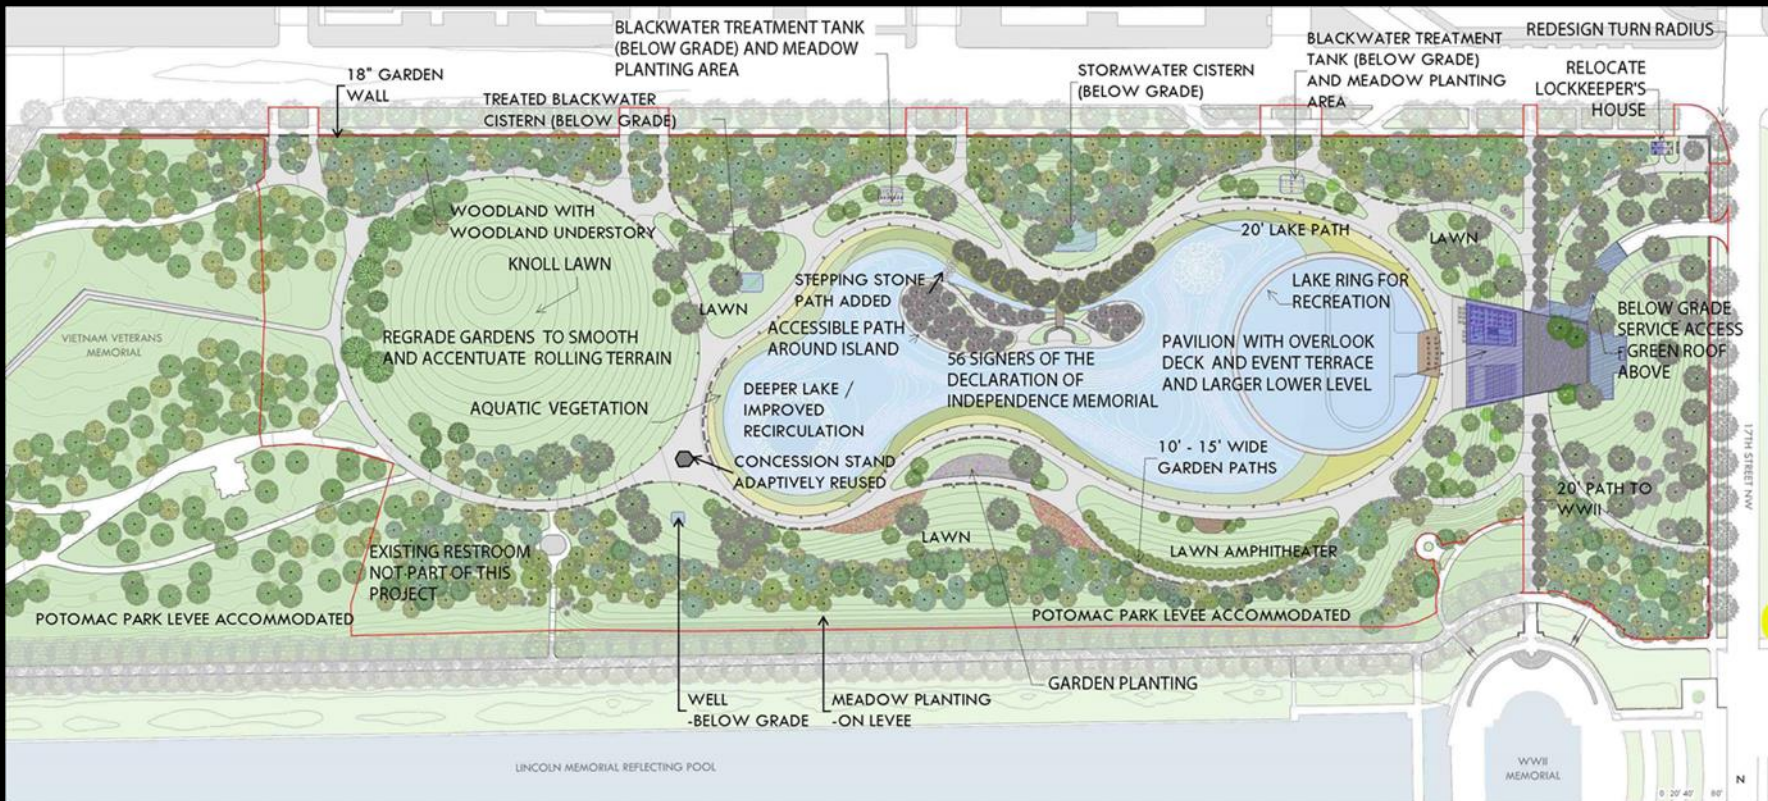 BLACKWATER TREATMENT TANK
(BELOW GRADE) AND MEADOW
PLANTING AREA
BLACKWATER TREATMENT
TANK (BELOW GRADE)
AND MEADOW PLANTING
AREA
REDESIGN TURN RADIUS
18" GARDEN
WALL
TREATED BLACKWATER
CISTERN (BELOW GRADE)
STORMWATER CISTERN
(BELOW GRADE)
RELOCATE
LOCKKEEPER'S
HOUSE
WOODLAND WITH
WOODLAND UNDERSTORY
KNOLL LAWN
20' LAKE PATH
LAWN
STEPPING STONE
PATH ADDED
LAKE RING FOR
RECREATION
LAWN
BELOW GRADE
SERVICE ACCESS
GREEN ROOF
ABOVE
VIETNAM VETERANS
MEMORIAL
REGRADE GARDENS TO SMOOTH
AND ACCENTUATE ROLLING TERRAIN
ACCESSIBLE PATH
AROUND ISLAND
56 SIGNERS OF THE
DECLARATION OF
INDEPENDENCE MEMORIAL
PAVILION WITH OVERLOOK
DECK AND EVENT TERRACE
AND LARGER LOWER LEVEL
AQUATIC VEGETATION
DEEPER LAKE /
IMPROVED
RECIRCULATION
CONCESSION STAND
ADAPTIVELY REUSED
10' - 15' WIDE
GARDEN PATHS
17TH STREET NW
20' PATH TO
WWII
EXISTING RESTROOM
NOT PART OF THIS
PROJECT
LAWN
LAWN AMPHITHEATER
POTOMAC PARK LEVEE ACCOMMODATED
POTOMAC PARK LEVEE ACCOMMODATED
GARDEN PLANTING
WELL
-BELOW GRADE
MEADOW PLANTING
-ON LEVEE
LINCOLN MEMORIAL REFLECTING POOL
WWII
MEMORIAL
N
0 20' 40' 80'